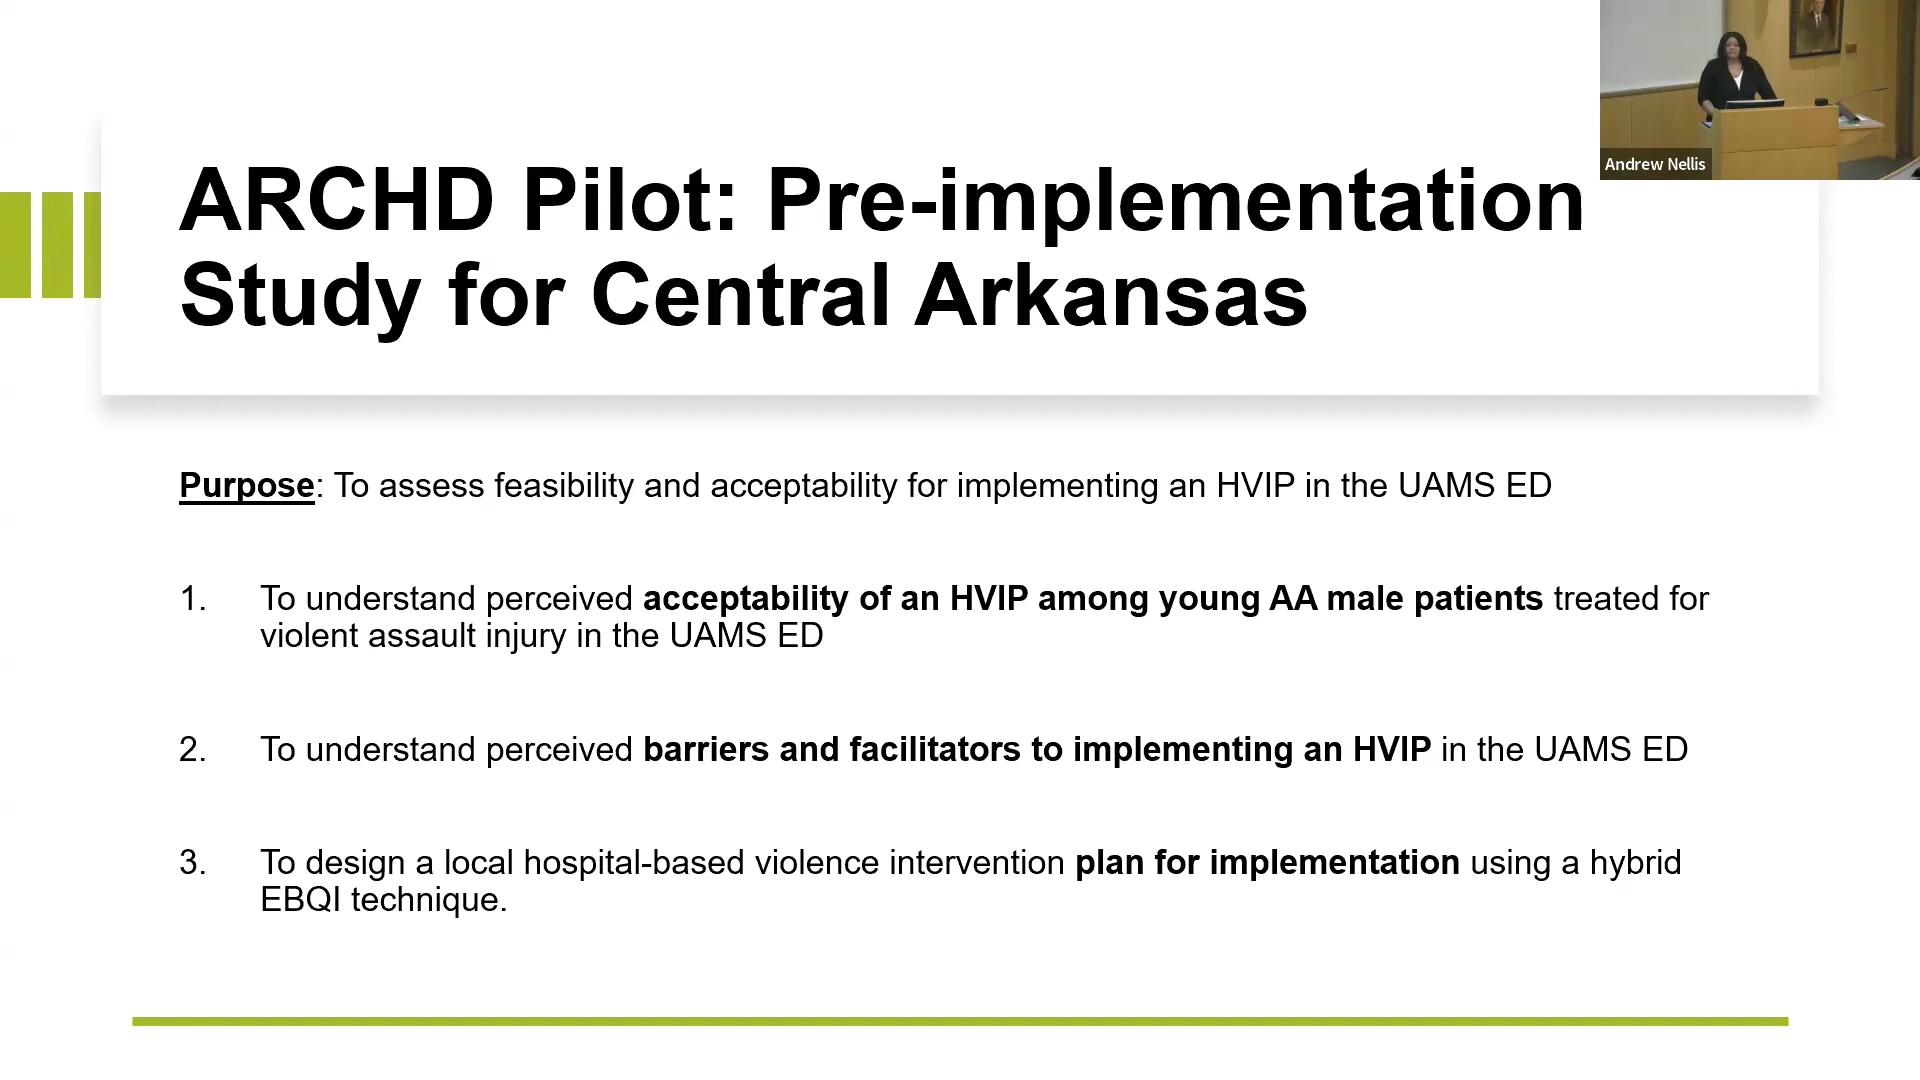 Andrew Nellis
ARCHD Pilot: Pre-implementation
Study for Central Arkansas
Purpose: To assess feasibility and acceptability for implementing an HVIP in the UAMS ED
1. To understand perceived acceptability of an HVIP among young AA male patients treated for
violent assault injury in the UAMS ED
2. To understand perceived barriers and facilitators to implementing an HVIP in the UAMS ED
3. To design a local hospital-based violence intervention plan for implementation using a hybrid
EBQI technique.